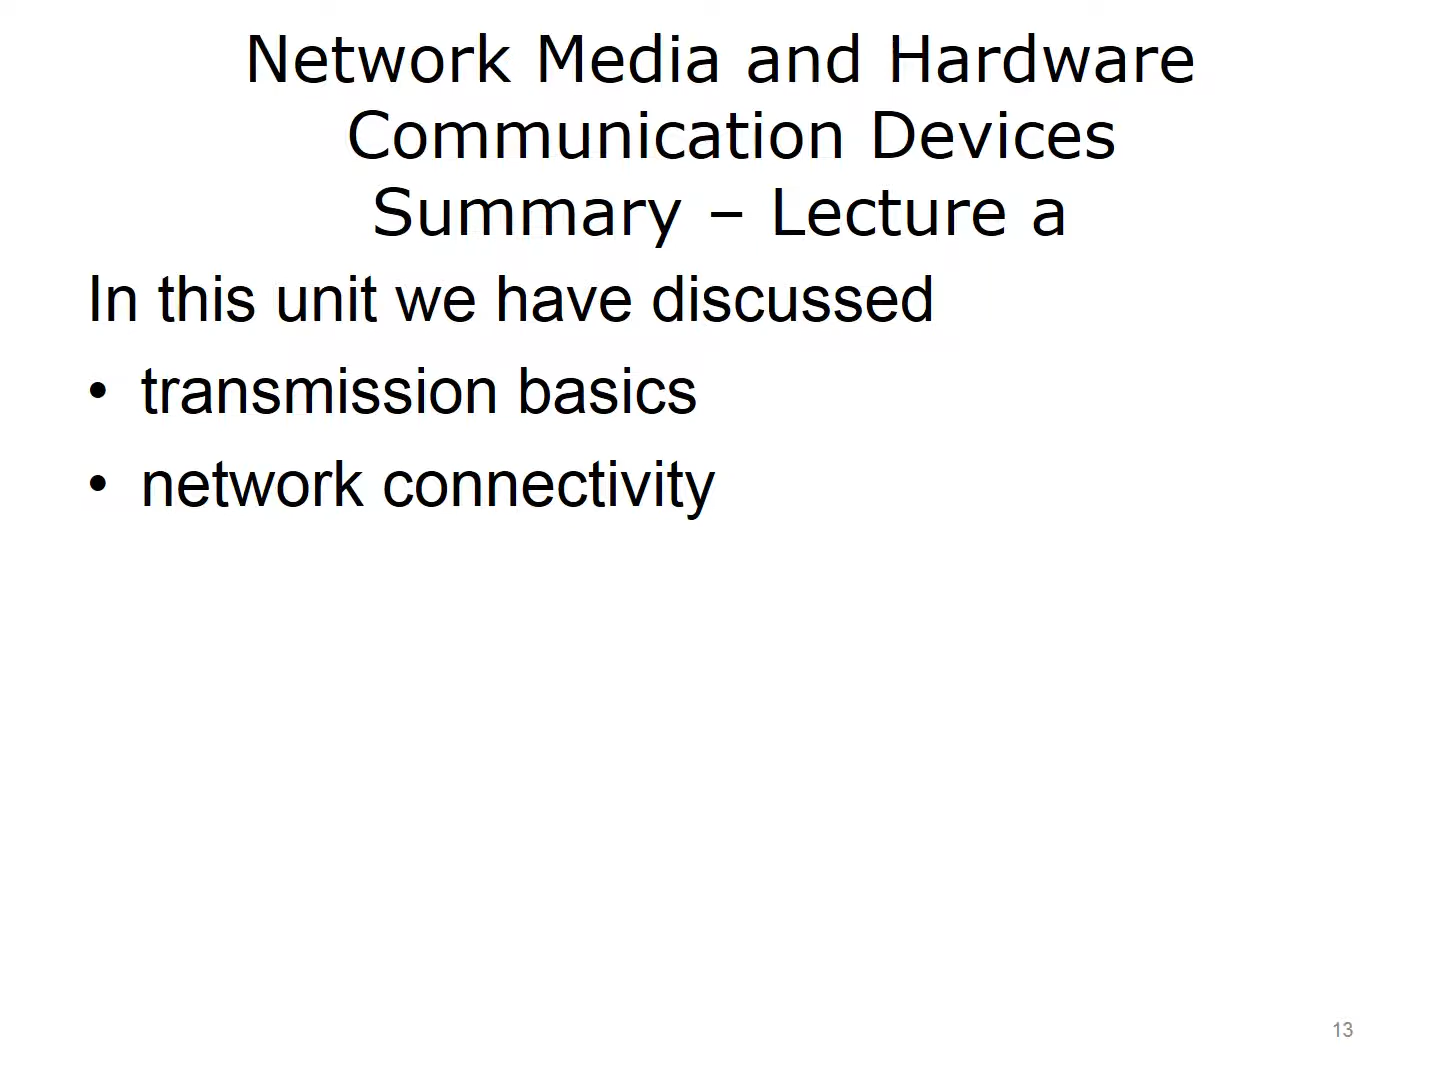 Network Media and Hardware
Communication Devices
Summary – Lecture a
In this unit we have discussed
• transmission basics
• network connectivity
13